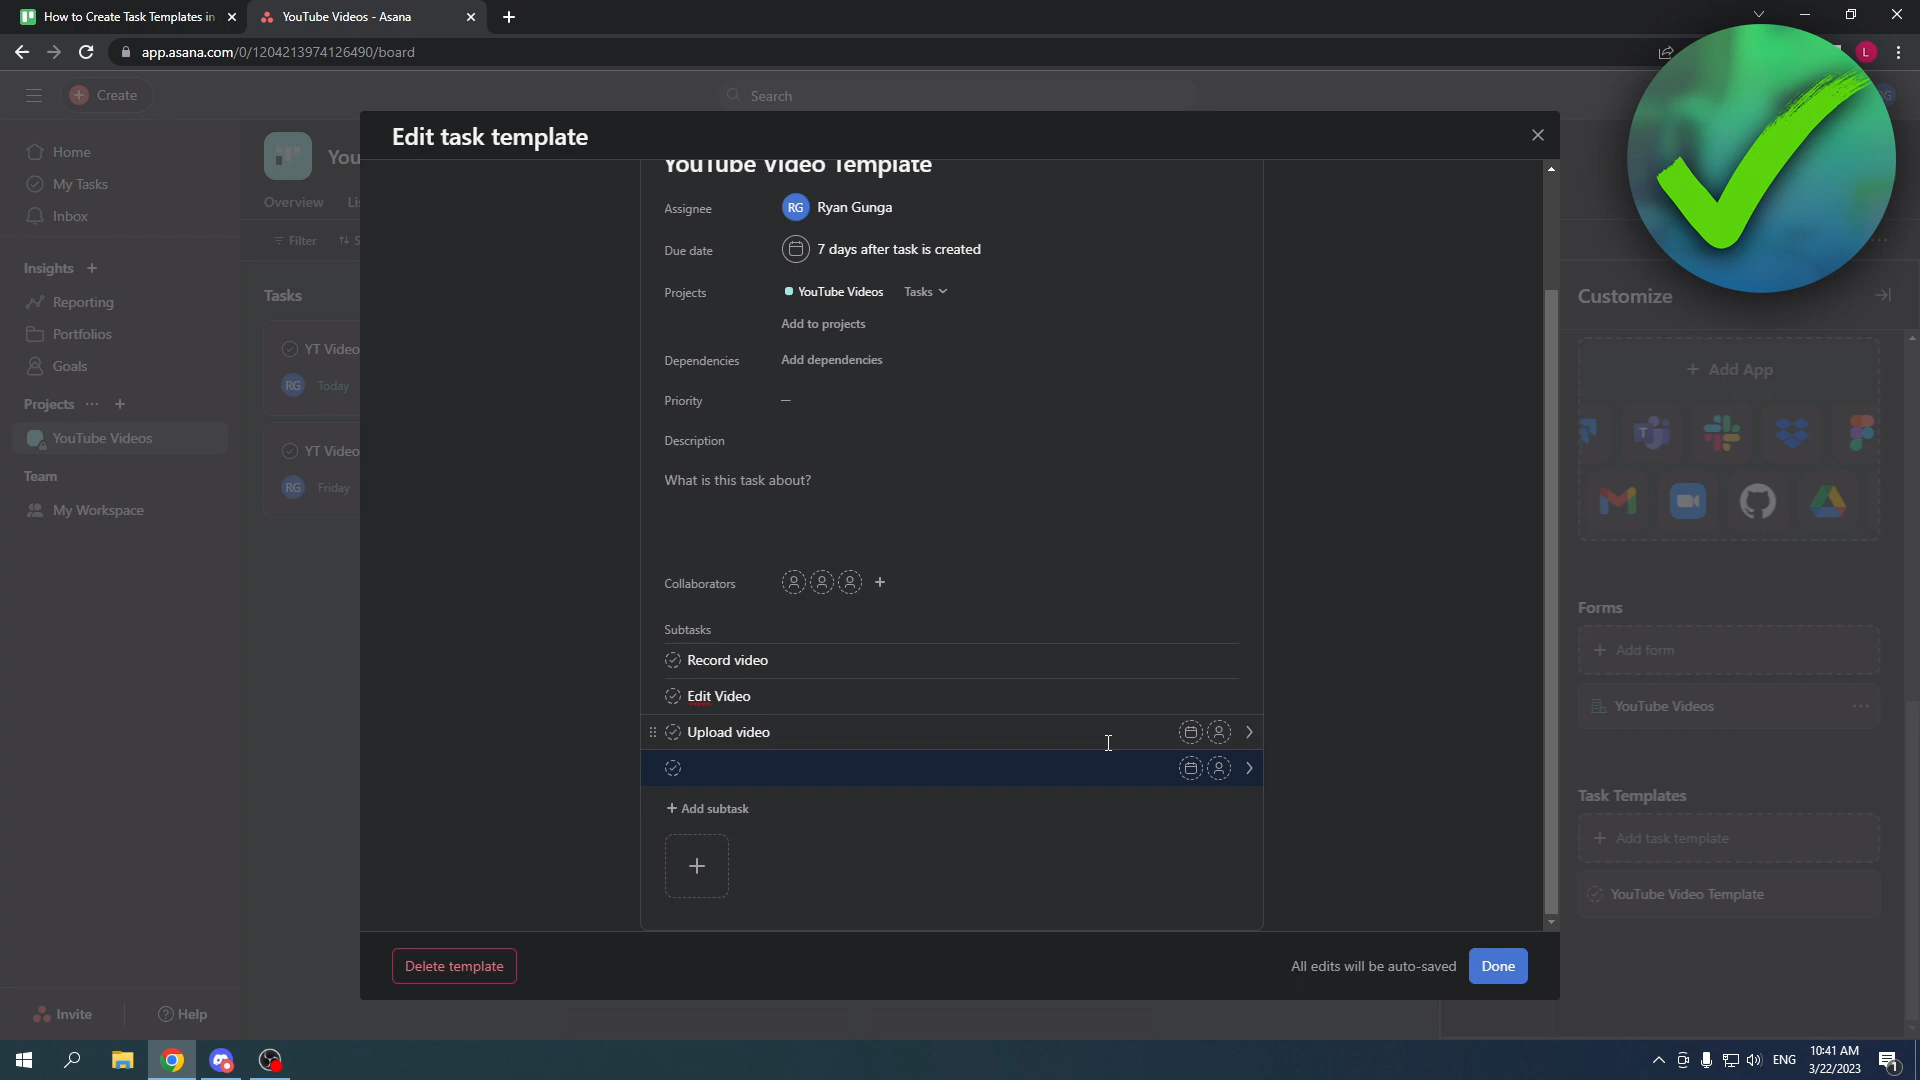 How to Create Task Templates in
YouTube Videos - Asana
app.asana.com/0/1204213974126490/board
L
Create
Search
Edit task template
Home
My Tasks
Inbox
Insights
Reporting
Portfolios
Goals
Projects
YouTube Videos
Team
My Workspace
Invite
Help
You
Overview
Lis
Filter
S
Tasks
YT Video
RG
Today
YT Video
RG
Friday
YouTube Video Template
Assignee
RG Ryan Gunga
Due date
7 days after task is created
Projects
YouTube Videos
Tasks
Add to projects
Dependencies
Add dependencies
Priority
—
Description
What is this task about?
Collaborators
Subtasks
Record video
Edit Video
Upload video
+ Add subtask
Delete template
All edits will be auto-saved
Done
Customize
+ Add App
Forms
+ Add form
YouTube Videos
Task Templates
+ Add task template
YouTube Video Template
ENG
10:41 AM
3/22/2023
1